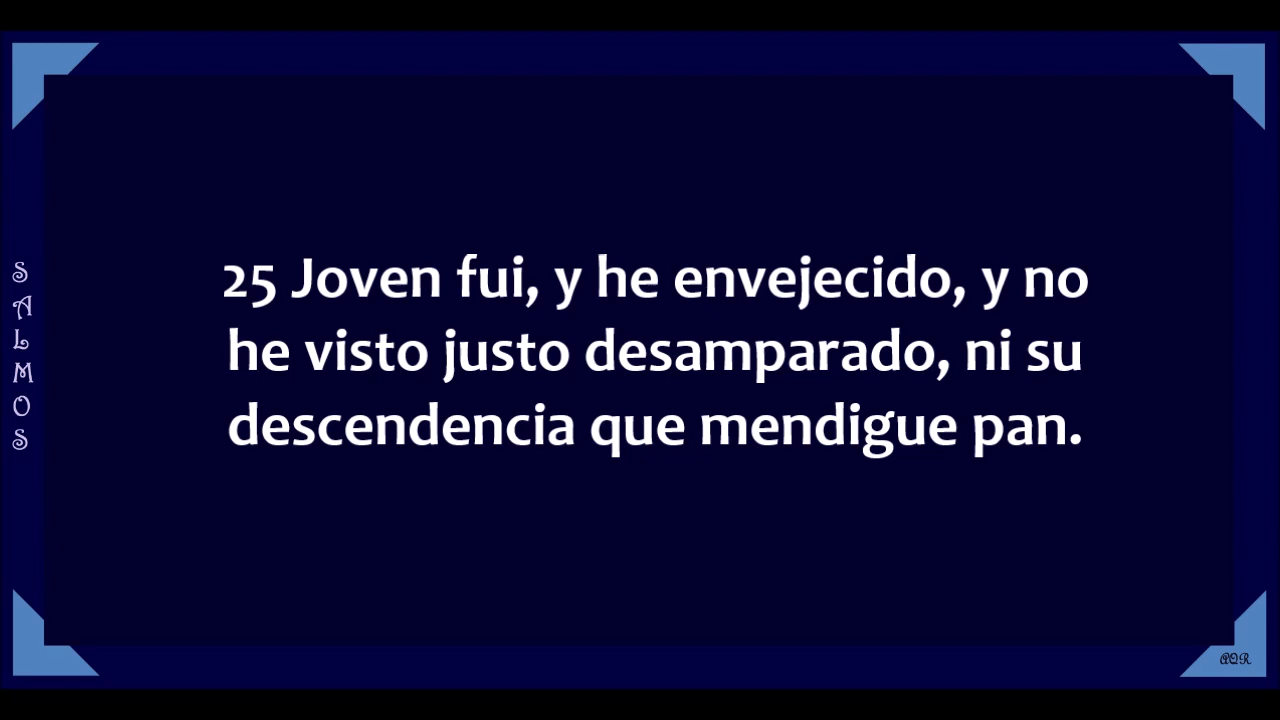 SALMOS
25 Joven fui, y he envejecido, y no
he visto justo desamparado, ni su
descendencia que mendigue pan.